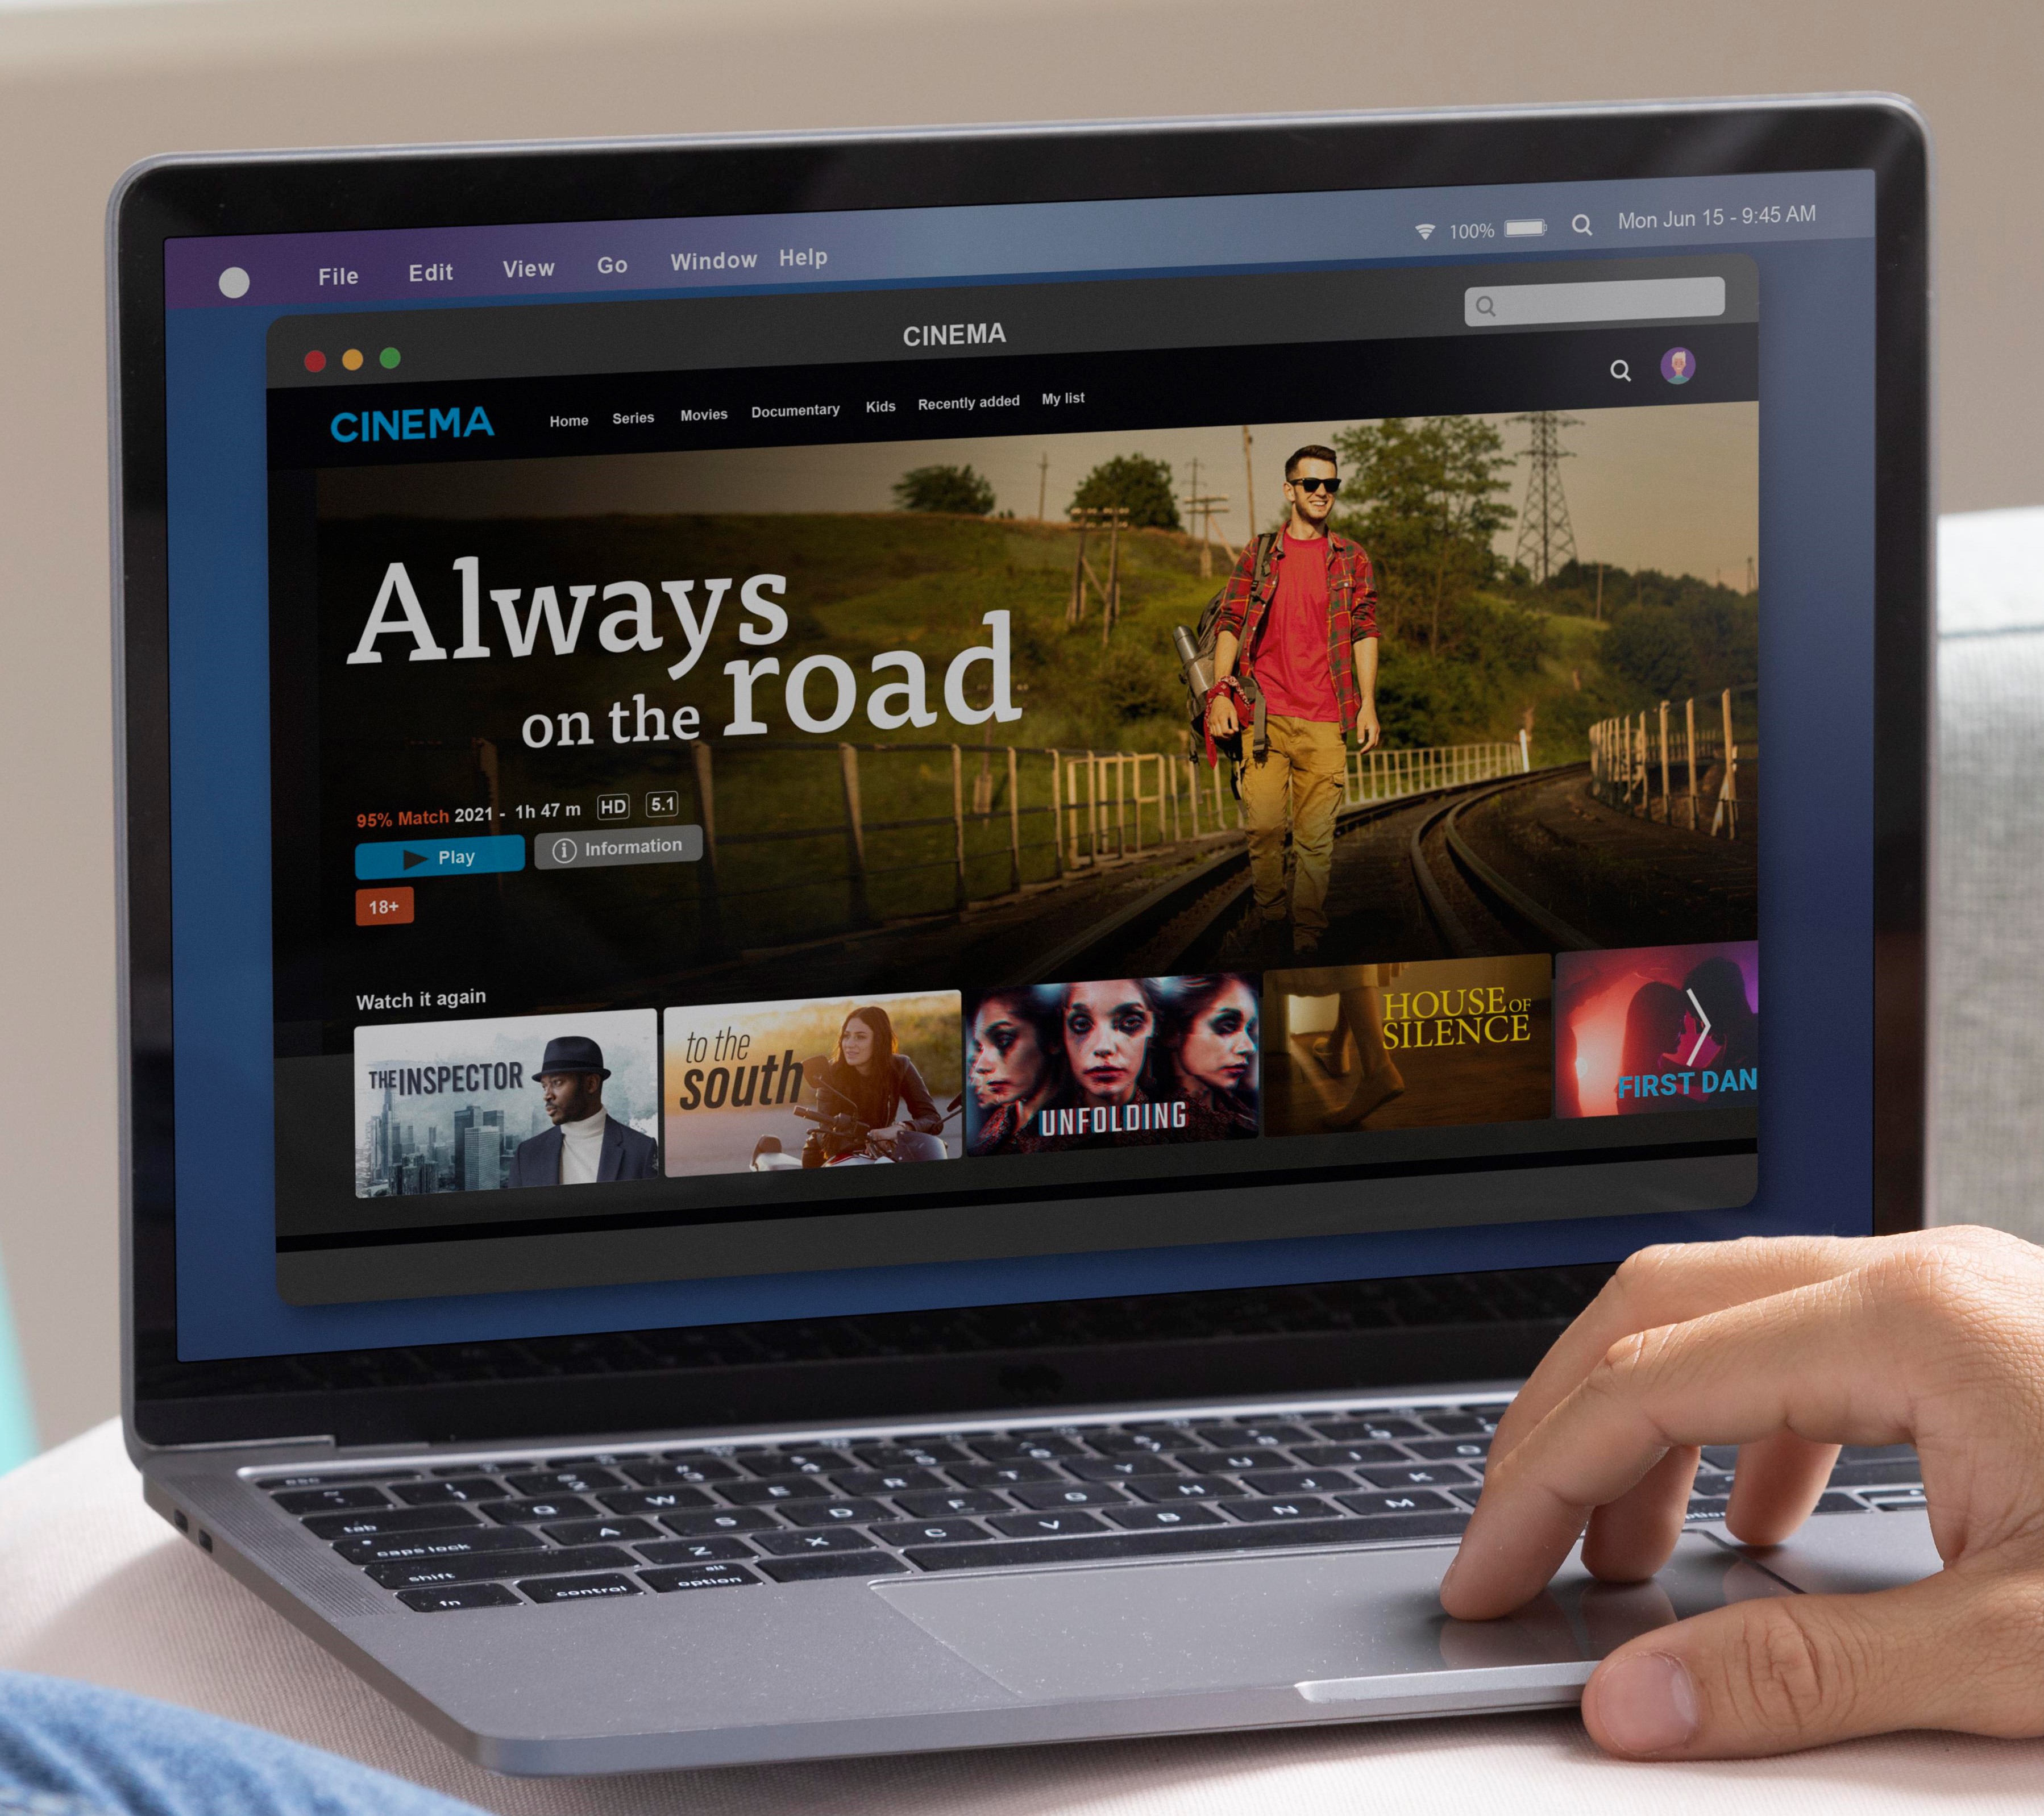 File Edit View Go Window Help 100% Mon Jun 15 - 9:45 AM
CINEMA
CINEMA Home Series Movies Documentary Kids Recently added My list
Always
on the road
95% Match 2021 - 1h 47 m HD 5.1
Play Information
18+
Watch it again
THE INSPECTOR
to the
south
UNFOLDING
HOUSE OF
SILENCE
FIRST DAN
esc
Q W E R T Y U I O
tab A S D F G H J K
caps lock Z X C V B N M
shift alt
fn control option